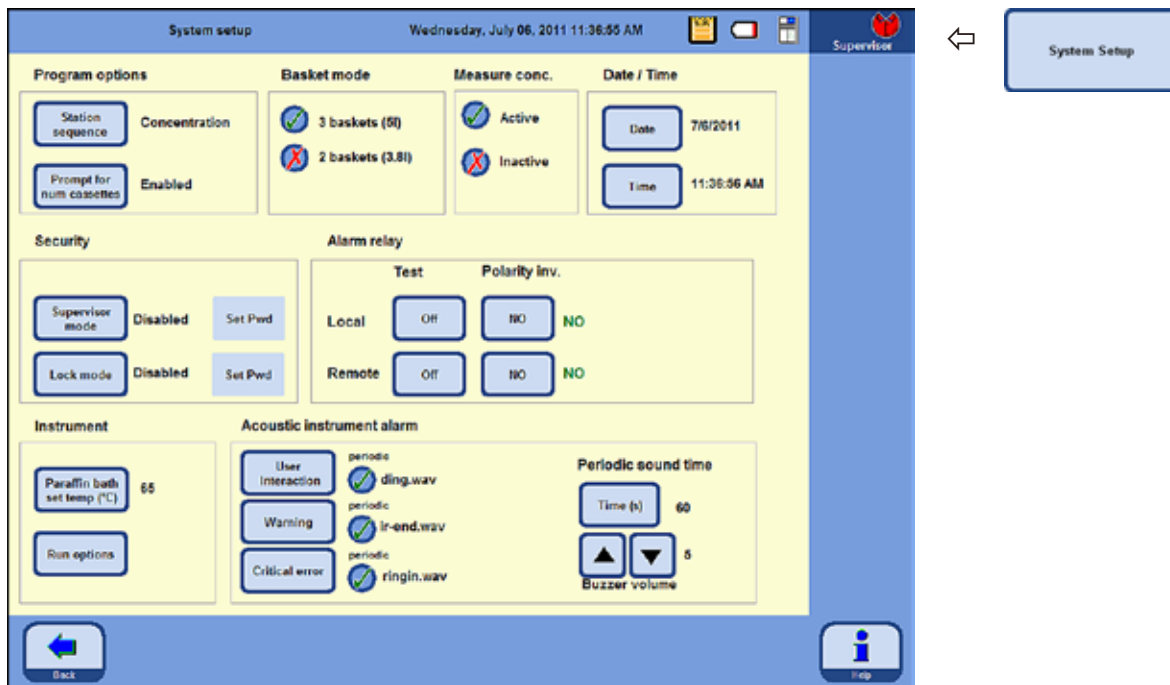 System setup
Wednesday, July 06, 2011 11:36:55 AM
Supervisor
System Setup
Program options
Basket mode
Measure conc.
Date / Time
Station sequence
Concentration
Prompt for num cassettes
Enabled
3 baskets (5l)
2 baskets (3.8l)
Active
Inactive
Date
7/6/2011
Time
11:36:56 AM
Security
Alarm relay
Supervisor mode
Disabled
Set Pwd
Lock mode
Disabled
Set Pwd
Test
Polarity inv.
Local
Off
NO
NO
Remote
Off
NO
NO
Instrument
Acoustic instrument alarm
Paraffin bath set temp (°C)
65
Run options
User Interaction
periodic
ding.wav
Warning
periodic
ir-end.wav
Critical error
periodic
ringin.wav
Periodic sound time
Time (s)
60
5
Buzzer volume
Back
Help